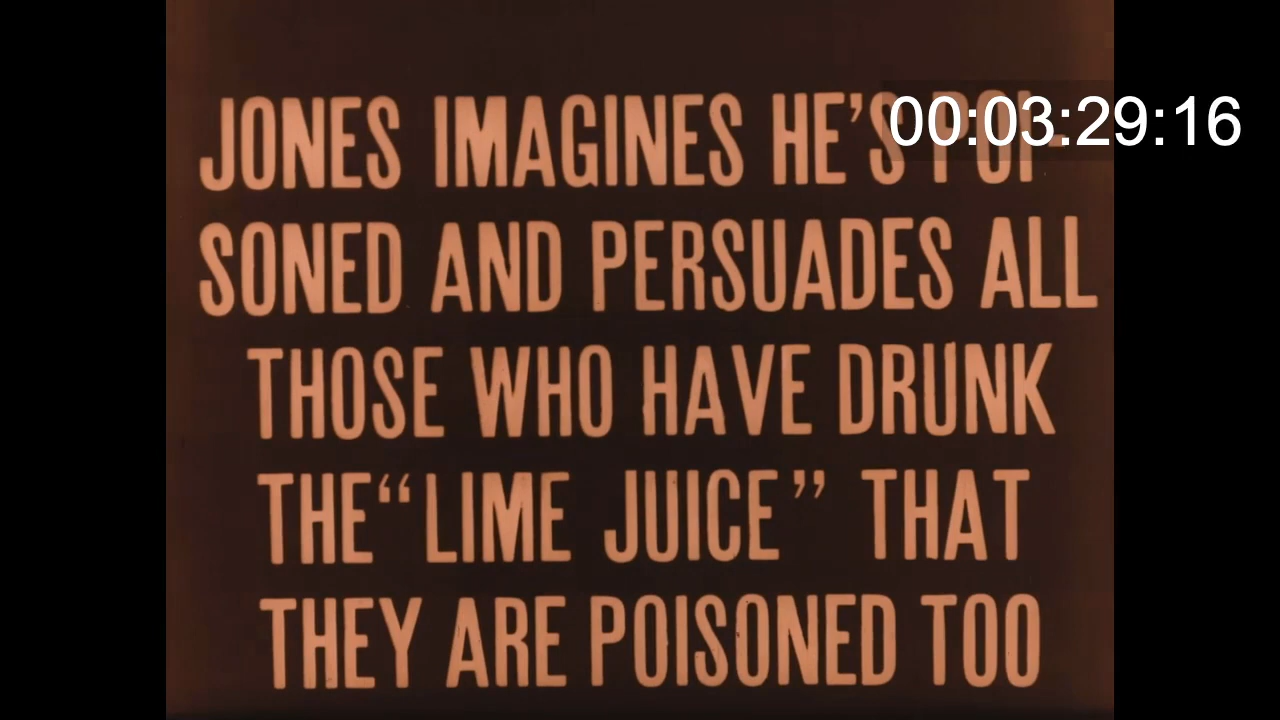 JONES IMAGINES HE'S POI-
00:03:29:16
SONED AND PERSUADES ALL
THOSE WHO HAVE DRUNK
THE “LIME JUICE” THAT
THEY ARE POISONED TOO